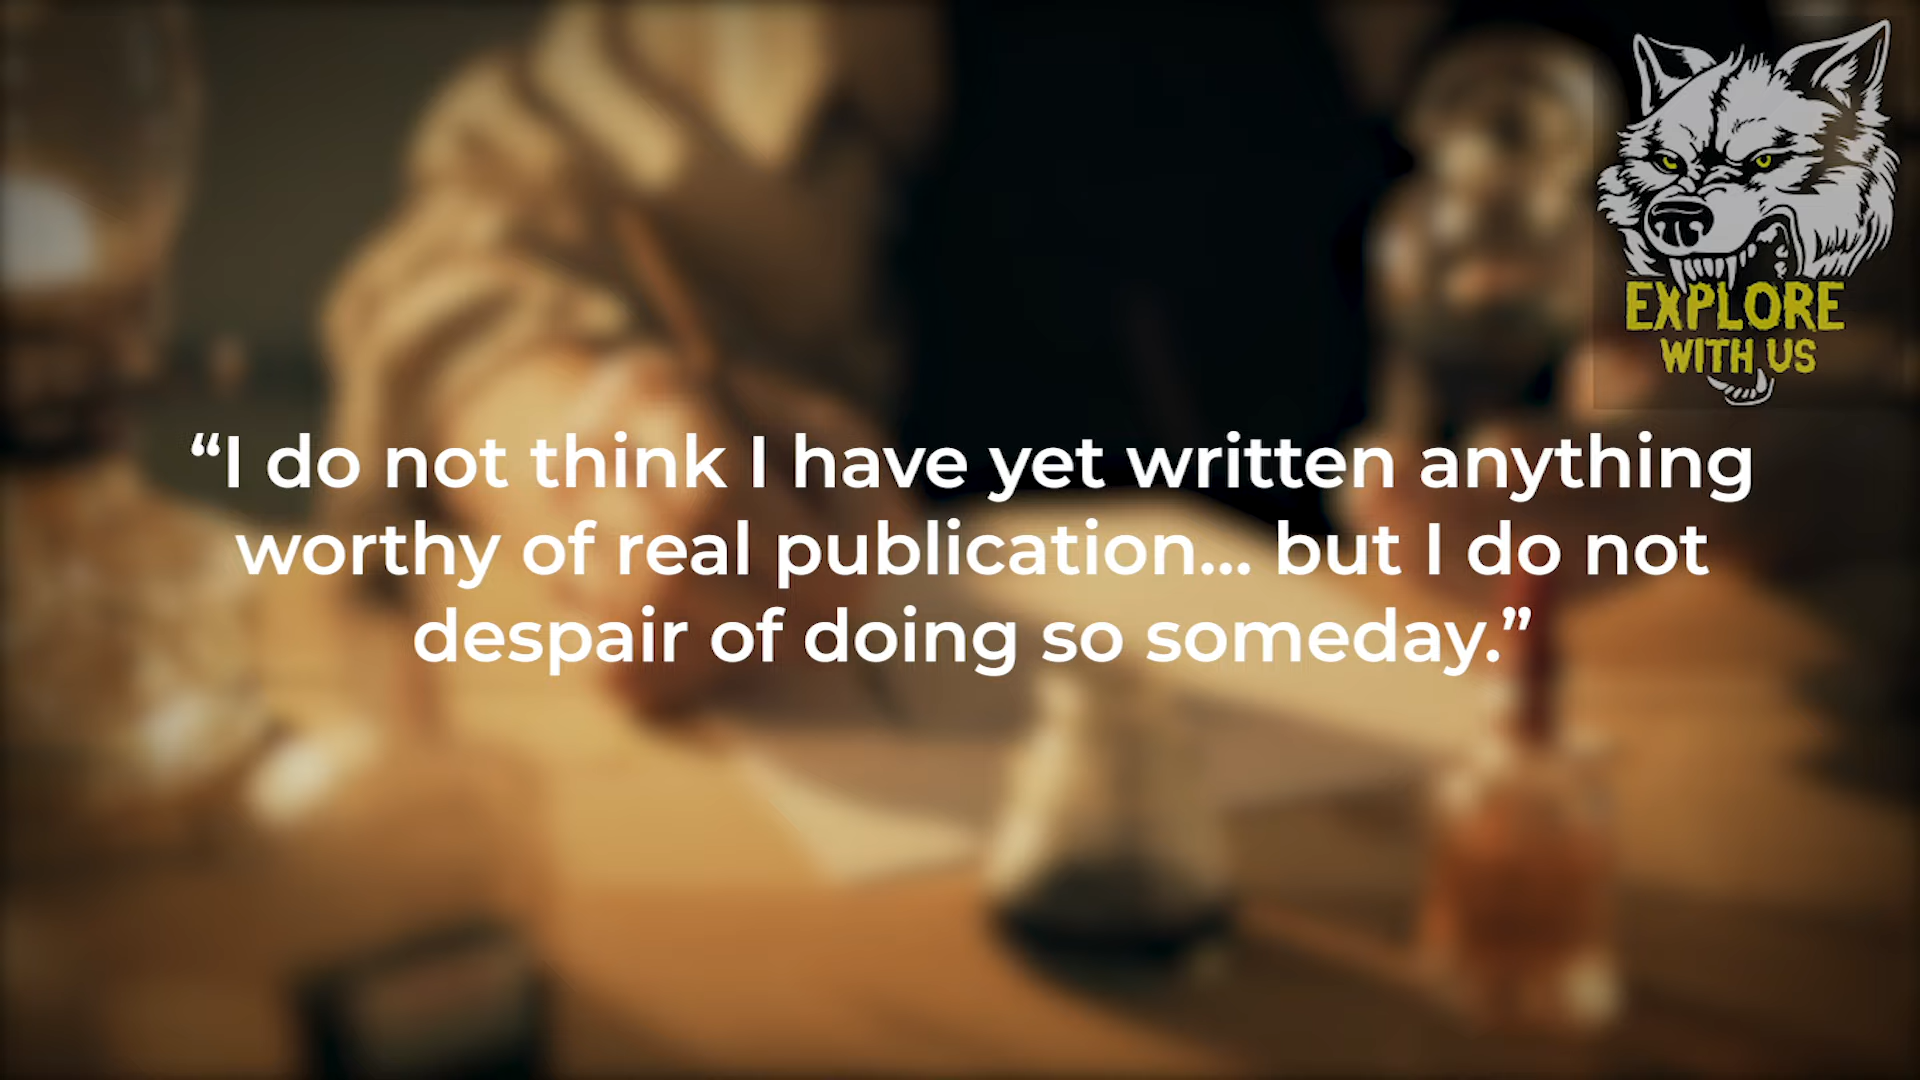 EXPLORE
WITH US
“I do not think I have yet written anything
worthy of real publication... but I do not
despair of doing so someday.”